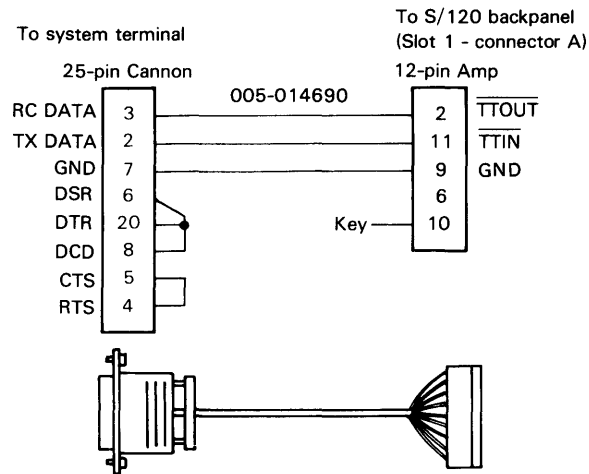 To system terminal
To S/120 backpanel
(Slot 1 - connector A)
25-pin Cannon
005-014690
12-pin Amp
RC DATA 3
2 TTOUT
TX DATA 2
11 TTIN
GND 7
9 GND
DSR 6
6
DTR 20
Key 10
DCD 8
CTS 5
RTS 4